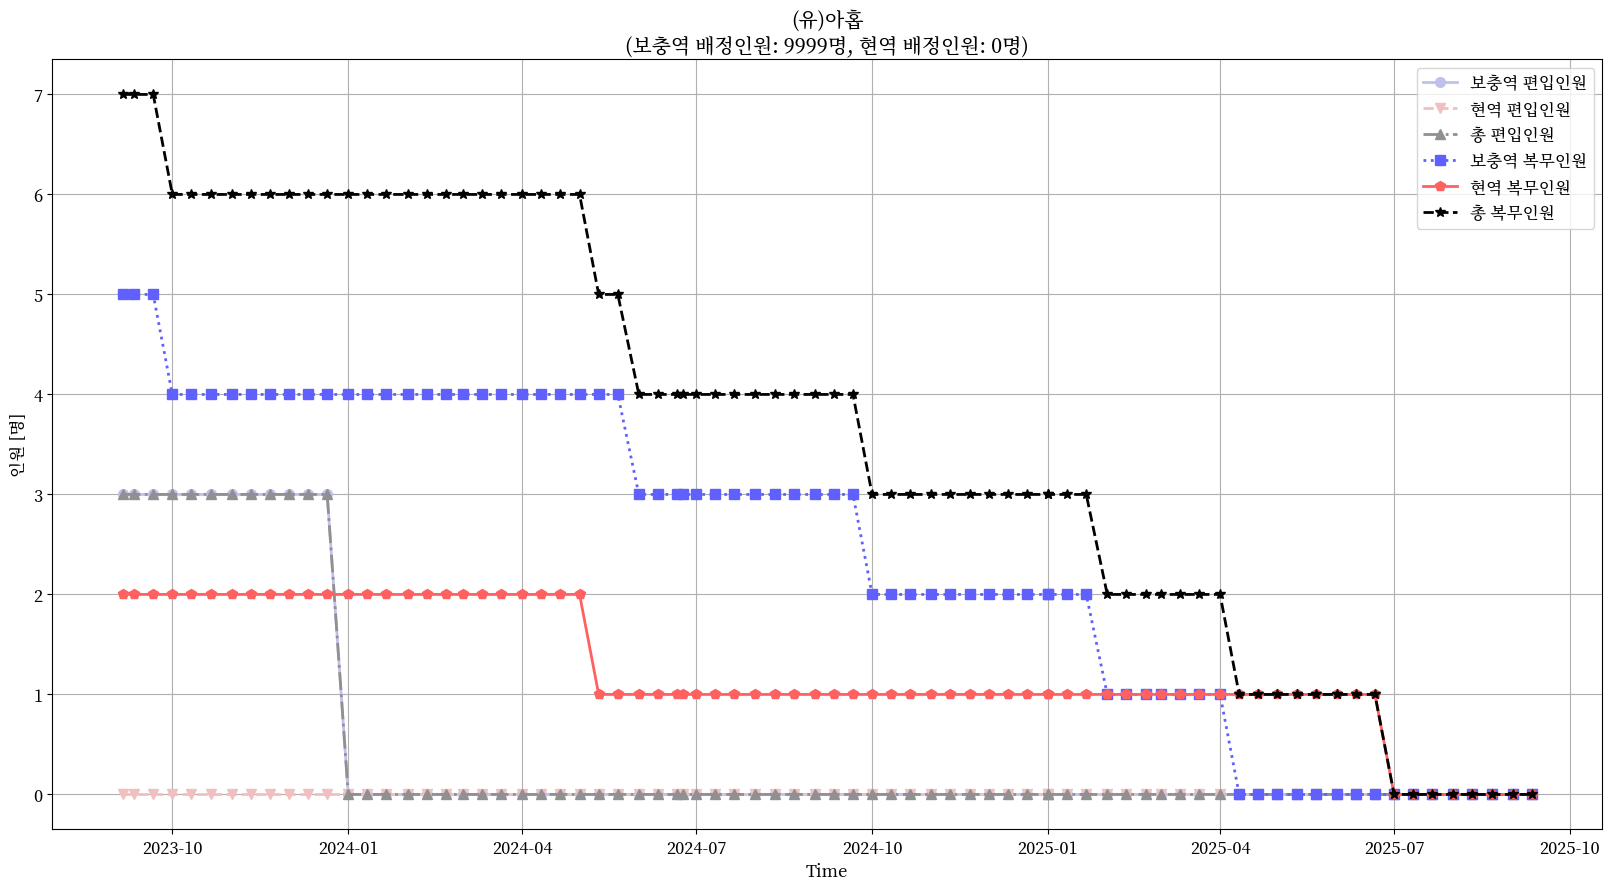 (유)아홉
(보충역 배정인원: 9999명, 현역 배정인원: 0명)
보충역 편입인원
현역 편입인원
총 편입인원
보충역 복무인원
현역 복무인원
총 복무인원
인원 [명]
7
6
5
4
3
2
1
0
2023-10
2024-01
2024-04
2024-07
2024-10
2025-01
2025-04
2025-07
2025-10
Time